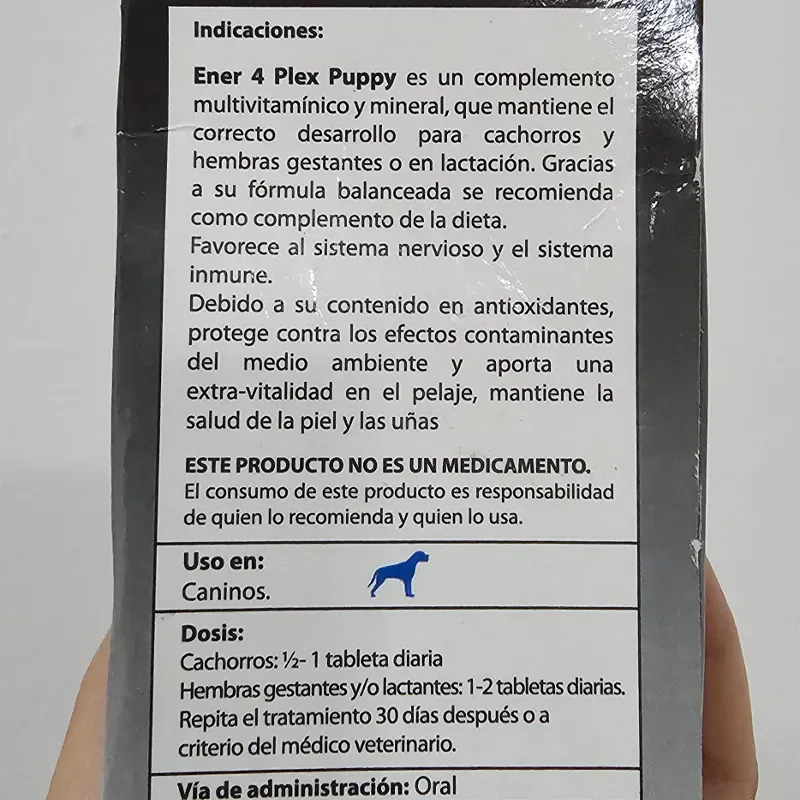 Indicaciones:
Ener 4 Plex Puppy es un complemento
multivitamínico y mineral, que mantiene el
correcto desarrollo para cachorros y
hembras gestantes o en lactación. Gracias
a su fórmula balanceada se recomienda
como complemento de la dieta.
Favorece al sistema nervioso y el sistema
inmune.
Debido a su contenido en antioxidantes,
protege contra los efectos contaminantes
del medio ambiente y aporta una
extra-vitalidad en el pelaje, mantiene la
salud de la piel y las uñas
ESTE PRODUCTO NO ES UN MEDICAMENTO.
El consumo de este producto es responsabilidad
de quien lo recomienda y quien lo usa.
Uso en:
Caninos.
Dosis:
Cachorros: ½- 1 tableta diaria
Hembras gestantes y/o lactantes: 1-2 tabletas diarias.
Repita el tratamiento 30 días después o a
criterio del médico veterinario.
Vía de administración: Oral